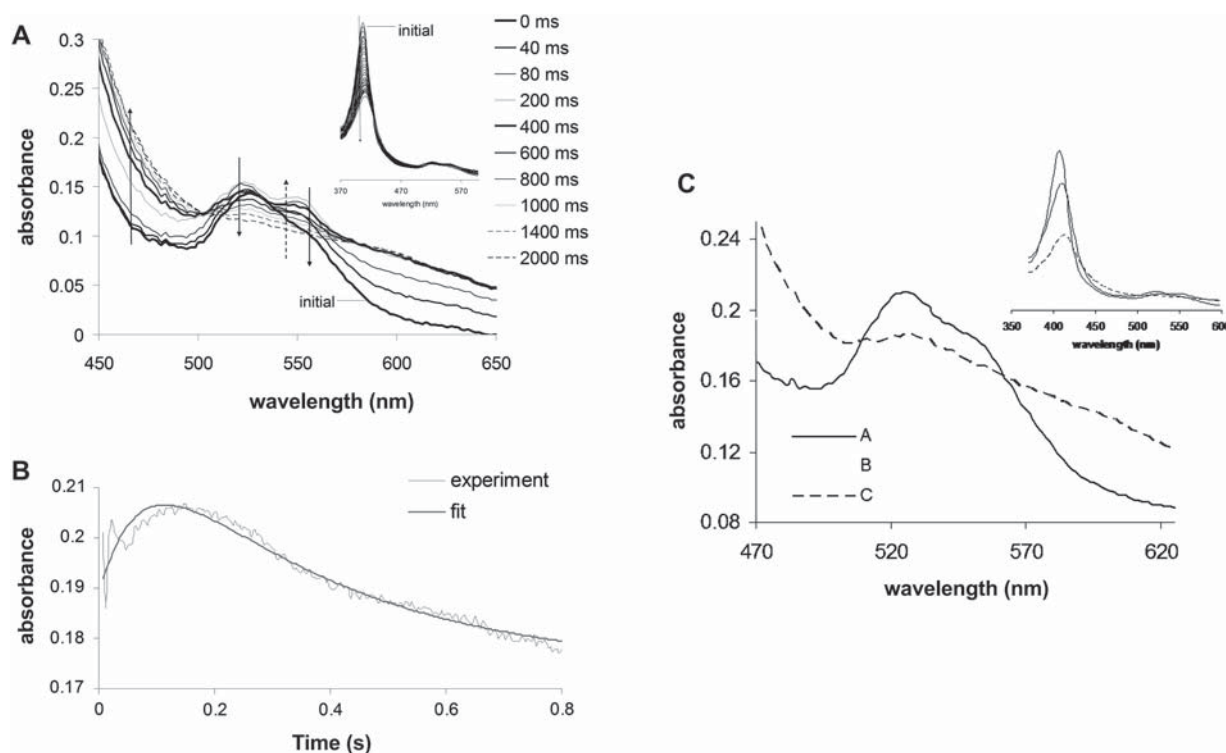 A
0.3
0.25
0.2
0.15
0.1
0.05
0
absorbance
450
500
550
600
650
wavelength (nm)
initial
initial
370
470
570
wavelength (nm)
0 ms
40 ms
80 ms
200 ms
400 ms
600 ms
800 ms
1000 ms
1400 ms
2000 ms
B
0.21
0.2
0.19
0.18
0.17
absorbance
0
0.2
0.4
0.6
0.8
Time (s)
experiment
fit
C
0.24
0.2
0.16
0.12
0.08
absorbance
470
520
570
620
wavelength (nm)
A
B
C
350
400
450
500
550
600
wavelength (nm)